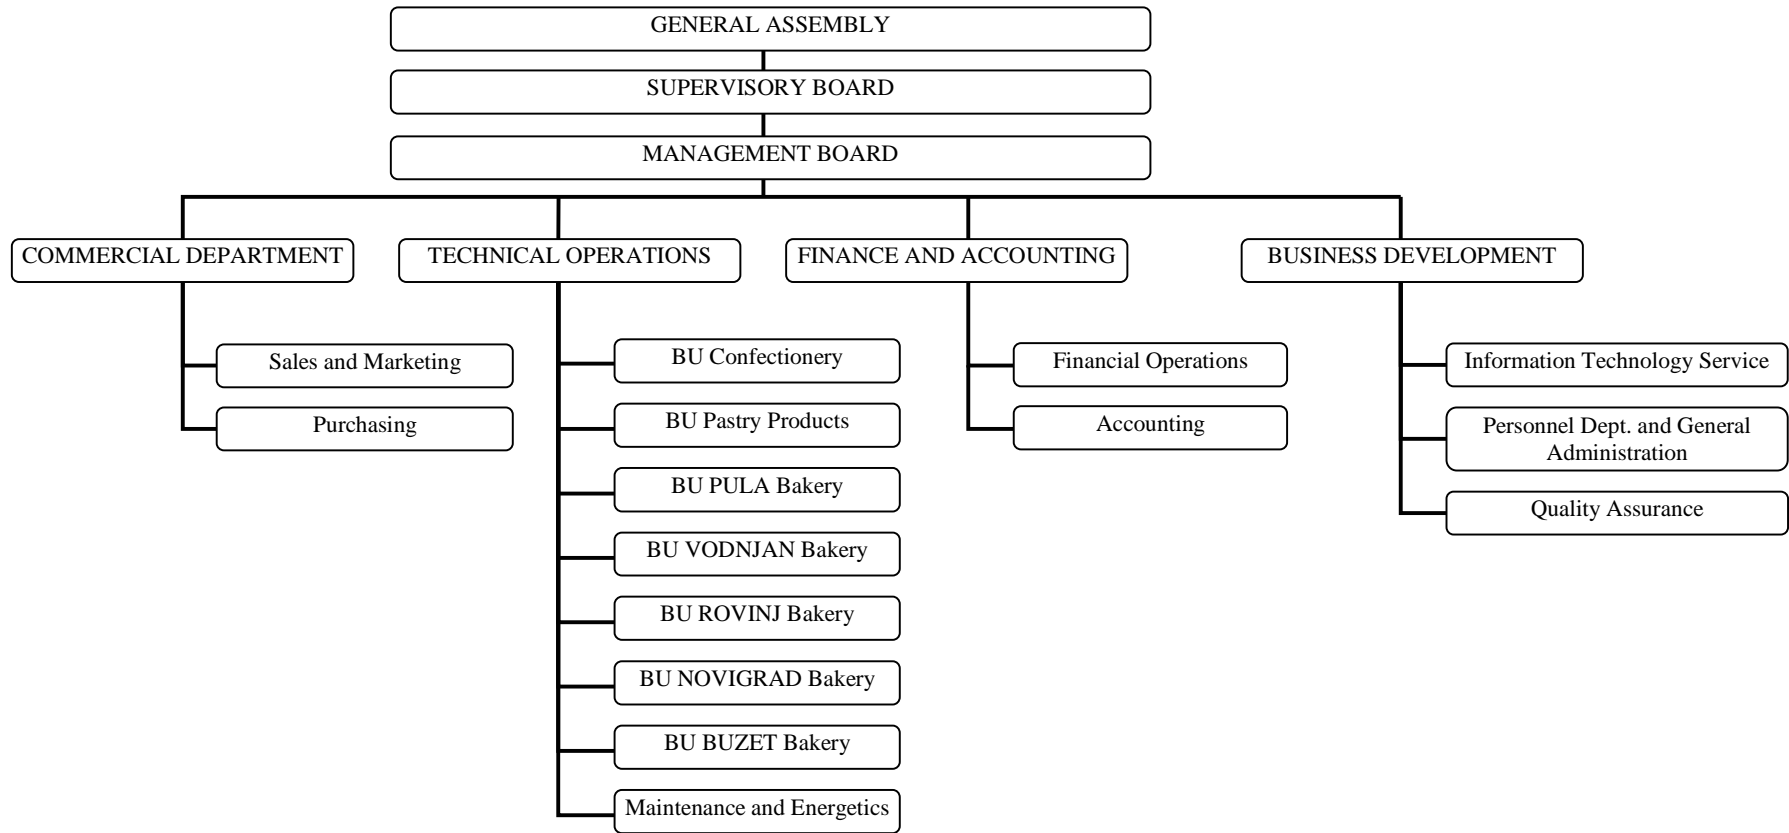 GENERAL ASSEMBLY
SUPERVISORY BOARD
MANAGEMENT BOARD
COMMERCIAL DEPARTMENT
TECHNICAL OPERATIONS
FINANCE AND ACCOUNTING
BUSINESS DEVELOPMENT
Sales and Marketing
Purchasing
BU Confectionery
BU Pastry Products
BU PULA Bakery
BU VODNJAN Bakery
BU ROVINJ Bakery
BU NOVIGRAD Bakery
BU BUZET Bakery
Maintenance and Energetics
Financial Operations
Accounting
Information Technology Service
Personnel Dept. and General
Administration
Quality Assurance